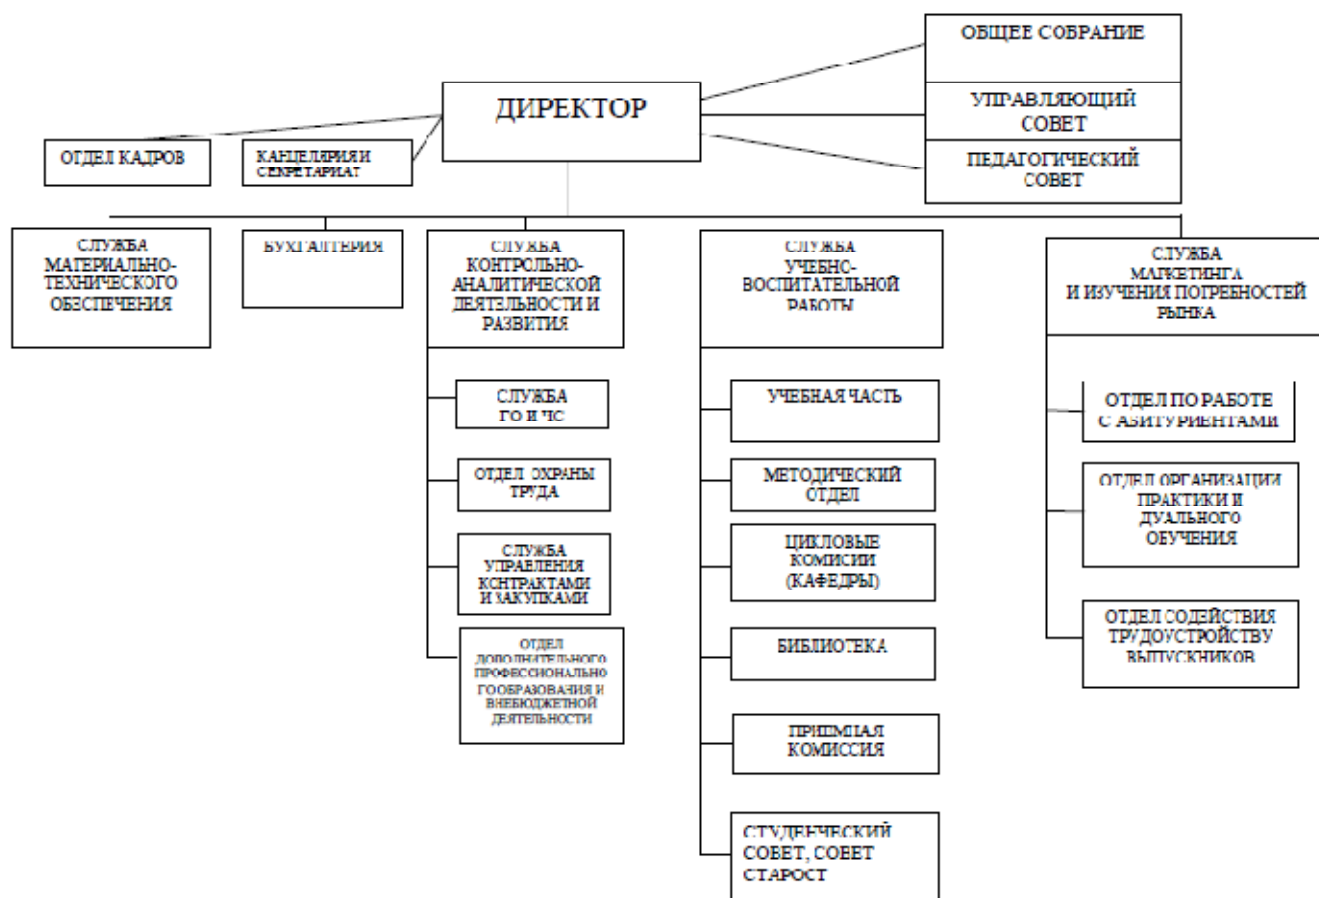 ОБЩЕЕ СОБРАНИЕ
ДИРЕКТОР
УПРАВЛЯЮЩИЙ
СОВЕТ
ПЕДАГОГИЧЕСКИЙ
СОВЕТ
ОТДЕЛ КАДРОВ
КАНЦЕЛЯРИЯ И
СЕКРЕТАРИАТ
СЛУЖБА
МАТЕРИАЛЬНО-
ТЕХНИЧЕСКОГО
ОБЕСПЕЧЕНИЯ
БУХГАЛТЕРИЯ
СЛУЖБА
КОНТРОЛЬНО-
АНАЛИТИЧЕСКОЙ
ДЕЯТЕЛЬНОСТИ И
РАЗВИТИЯ
СЛУЖБА
УЧЕБНО-
ВОСПИТАТЕЛЬНОЙ
РАБОТЫ
СЛУЖБА
МАРКЕТИНГА
И ИЗУЧЕНИЯ ПОТРЕБНОСТЕЙ
РЫНКА
СЛУЖБА
ГО И ЧС
ОТДЕЛ ОХРАНЫ
ТРУДА
СЛУЖБА
УПРАВЛЕНИЯ
КОНТРАКТАМИ
И ЗАКУПКАМИ
ОТДЕЛ
ДОПОЛНИТЕЛЬНОГО
ПРОФЕССИОНАЛЬНО
ГООБРАЗОВАНИЯ И
ВНЕБЮДЖЕТНОЙ
ДЕЯТЕЛЬНОСТИ
УЧЕБНАЯ ЧАСТЬ
МЕТОДИЧЕСКИЙ
ОТДЕЛ
ЦИКЛОВЫЕ
КОМИСИИ
(КАФЕДРЫ)
БИБЛИОТЕКА
ПРИЕМНАЯ
КОМИССИЯ
СТУДЕНЧЕСКИЙ
СОВЕТ, СОВЕТ
СТАРОСТ
ОТДЕЛ ПО РАБОТЕ
С АБИТУРИЕНТАМИ
ОТДЕЛ ОРГАНИЗАЦИИ
ПРАКТИКИ И
ДУАЛЬНОГО
ОБУЧЕНИЯ
ОТДЕЛ СОДЕЙСТВИЯ
ТРУДОУСТРОЙСТВУ
ВЫПУСКНИКОВ